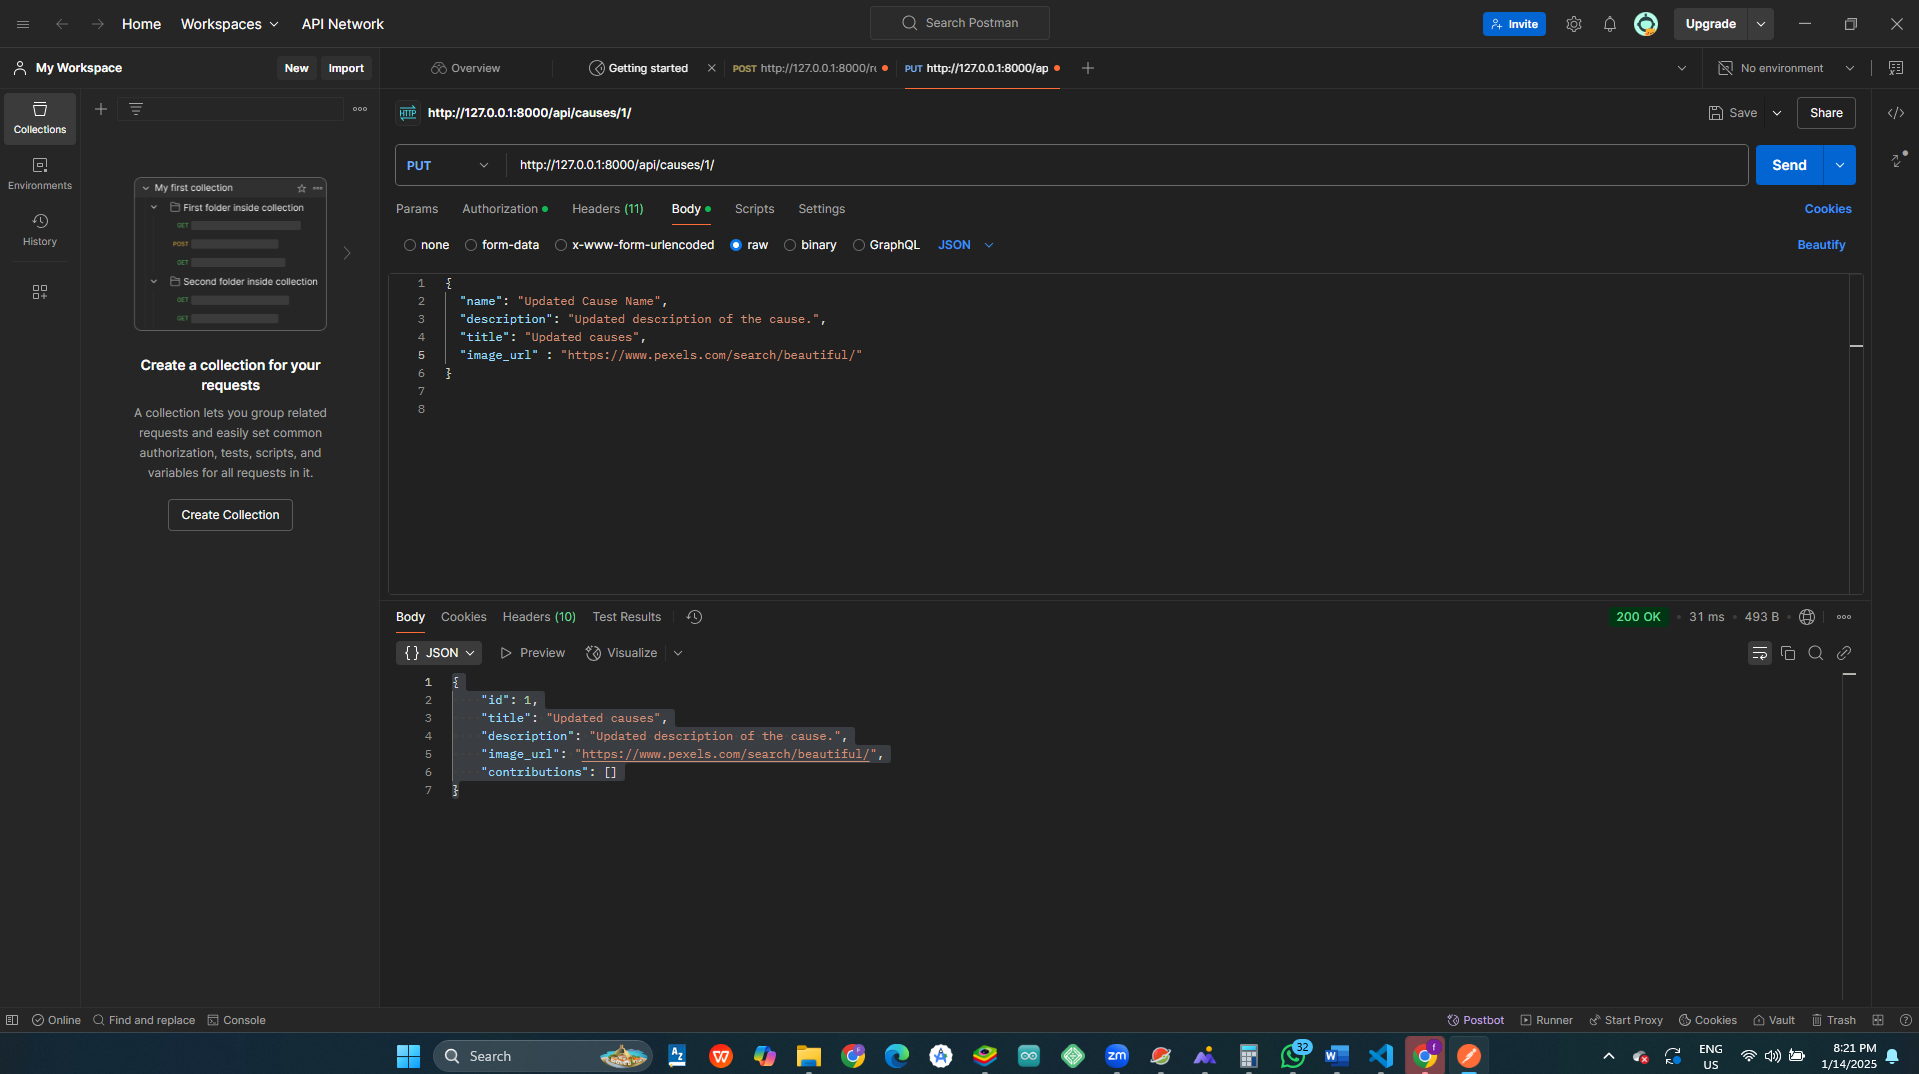 Home Workspaces API Network Search Postman Invite Upgrade
My Workspace New Import Overview Getting started POST http://127.0.0.1:8000/re PUT http://127.0.0.1:8000/ap No environment
Collections
Environments
History
My first collection
First folder inside collection
GET
POST
GET
Second folder inside collection
GET
GET
Create a collection for your
requests
A collection lets you group related
requests and easily set common
authorization, tests, scripts, and
variables for all requests in it.
Create Collection
HTTP http://127.0.0.1:8000/api/causes/1/ Save Share
PUT http://127.0.0.1:8000/api/causes/1/ Send
Params Authorization Headers (11) Body Scripts Settings Cookies
none form-data x-www-form-urlencoded raw binary GraphQL JSON Beautify
1 {
2 "name": "Updated Cause Name",
3 "description": "Updated description of the cause.",
4 "title": "Updated causes",
5 "image_url" : "https://www.pexels.com/search/beautiful/"
6 }
7
8
Body Cookies Headers (10) Test Results 200 OK 31 ms 493 B
{} JSON Preview Visualize
1 {
2 "id": 1,
3 "title": "Updated causes",
4 "description": "Updated description of the cause.",
5 "image_url": "https://www.pexels.com/search/beautiful/",
6 "contributions": []
7 }
Online Find and replace Console Postbot Runner Start Proxy Cookies Vault Trash
Search zm 32 ENG
US 8:21 PM
1/14/2025